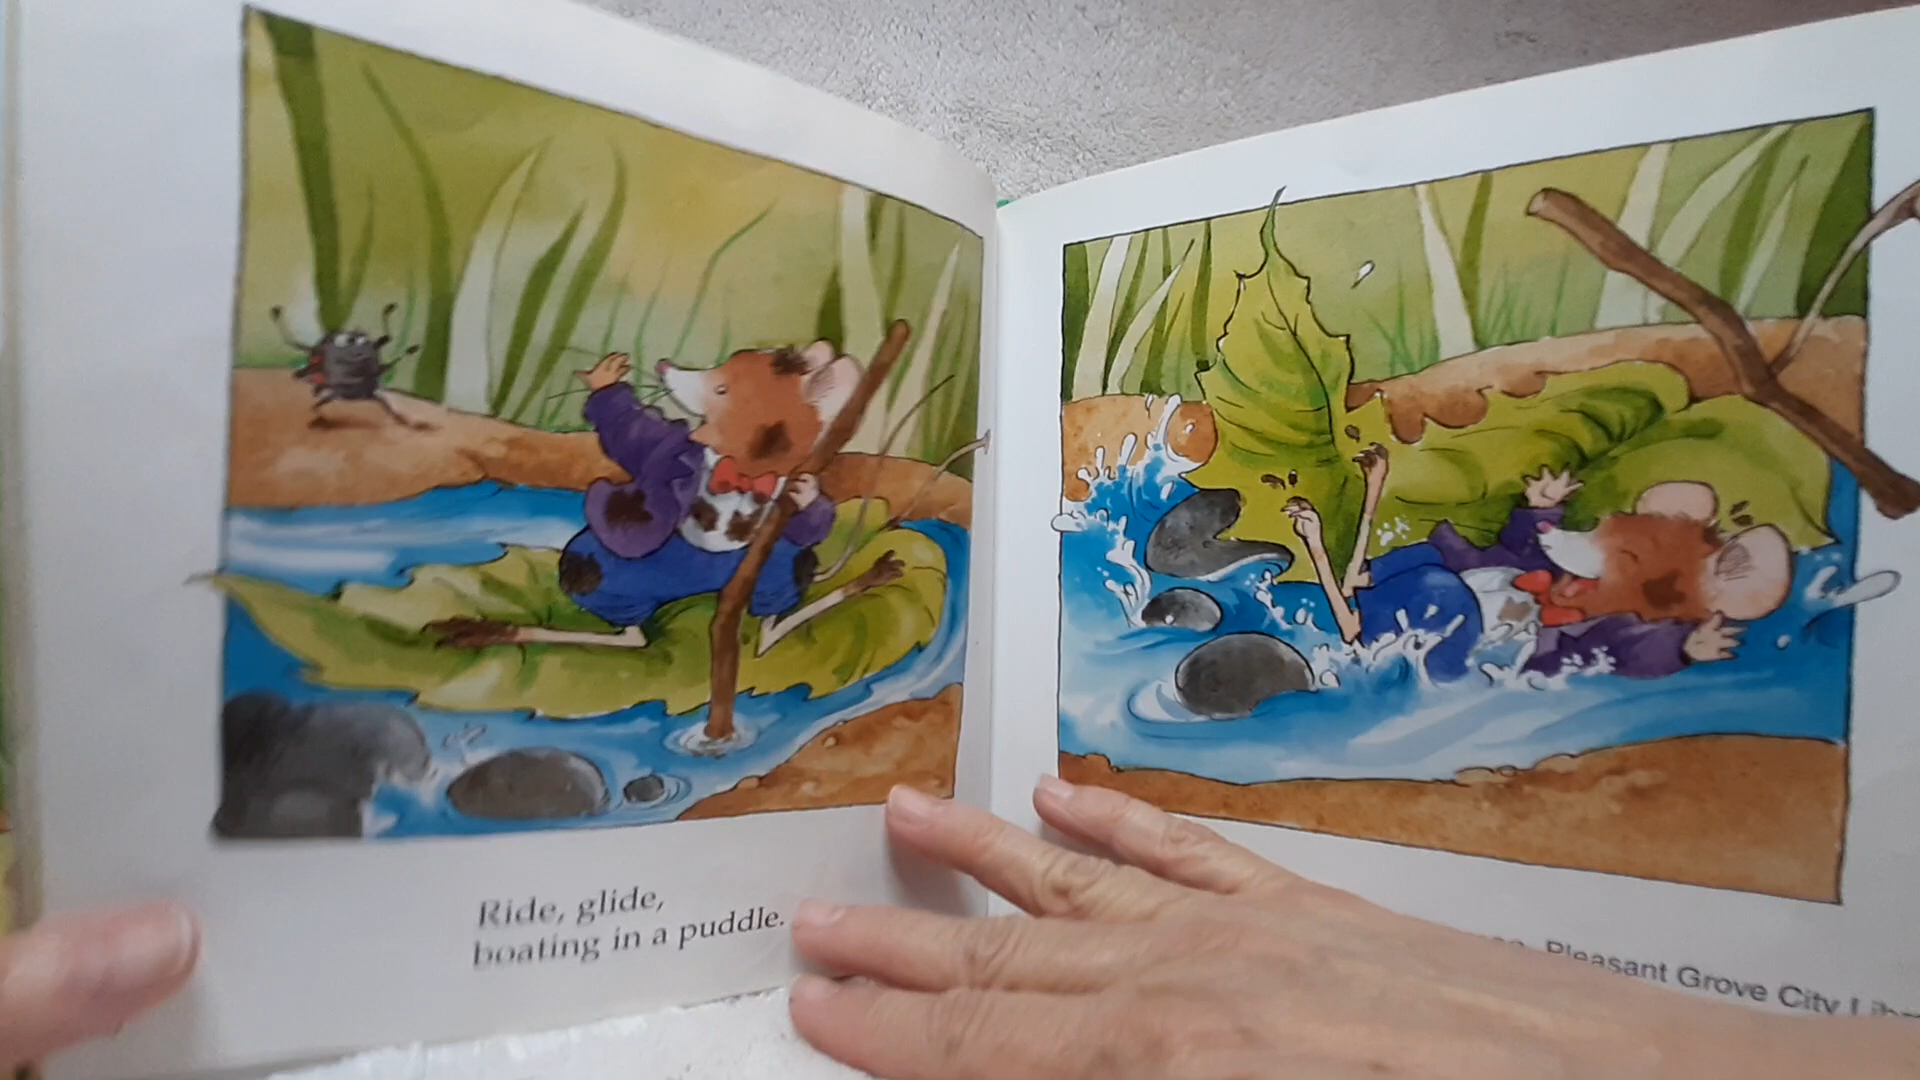 Ride, glide,
boating in a puddle.
Pleasant Grove City